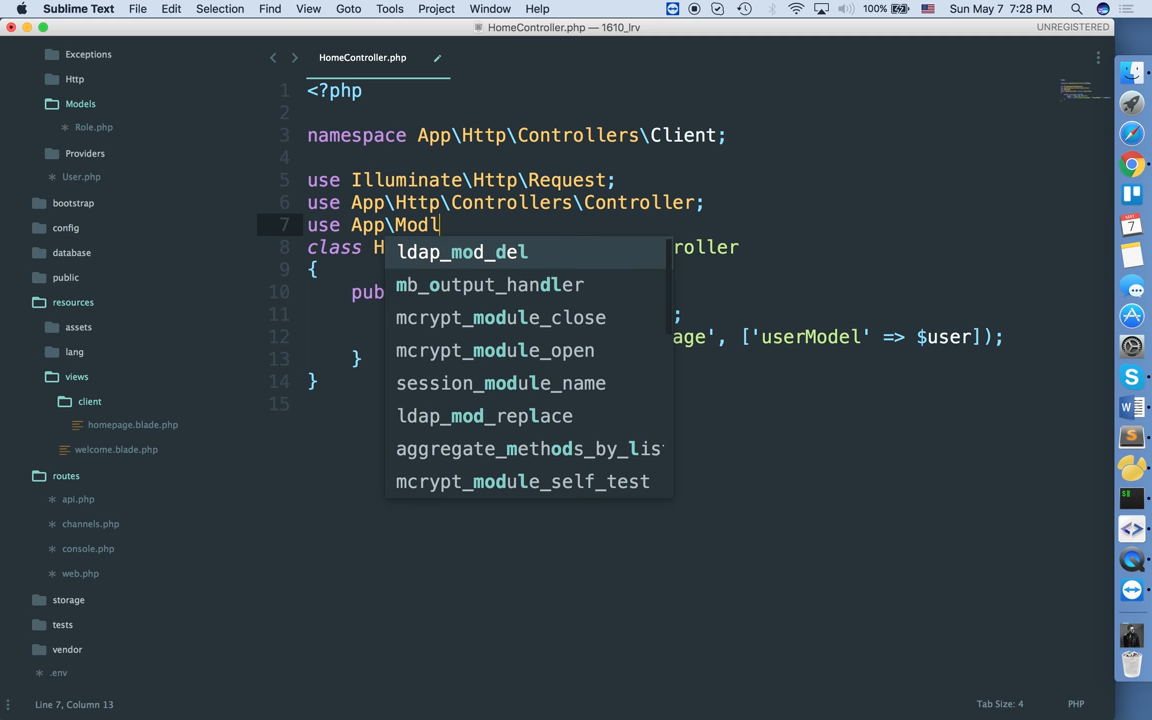 Sublime Text File Edit Selection Find View Goto Tools Project Window Help 100% Sun May 7 7:28 PM
HomeController.php — 1610_lrv UNREGISTERED
Exceptions
Http
Models
Role.php
Providers
User.php
bootstrap
config
database
public
resources
assets
lang
views
client
homepage.blade.php
welcome.blade.php
routes
api.php
channels.php
console.php
web.php
storage
tests
vendor
.env
HomeController.php
1 <?php
2
3 namespace App\Http\Controllers\Client;
4
5 use Illuminate\Http\Request;
6 use App\Http\Controllers\Controller;
7 use App\Modl
8 class H roller
9 {
10 pub
11 ;
12 age', ['userModel' => $user]);
13 }
14 }
15
ldap_mod_del
mb_output_handler
mcrypt_module_close
mcrypt_module_open
session_module_name
ldap_mod_replace
aggregate_methods_by_lis
mcrypt_module_self_test
Line 7, Column 13 Tab Size: 4 PHP